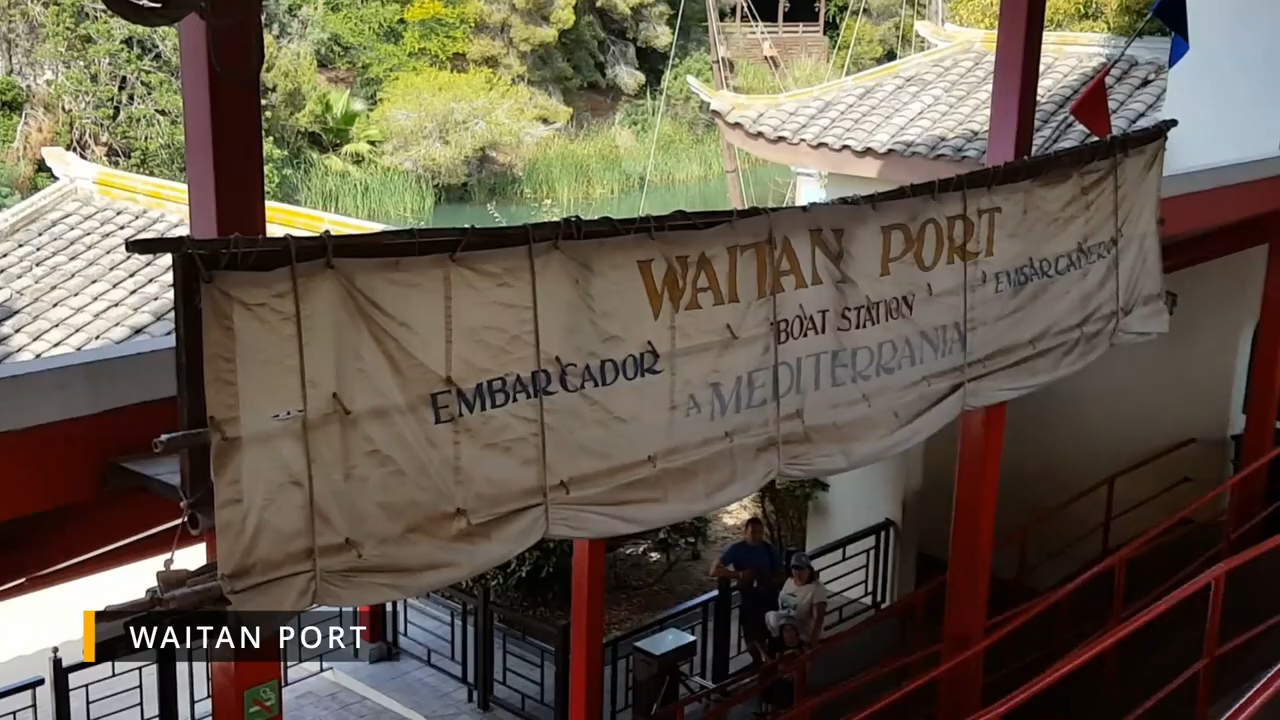 WAITAN PORT
BOAT STATION
EMBARCADERO
EMBARCADOR
A MEDITERRANIA
WAITAN PORT